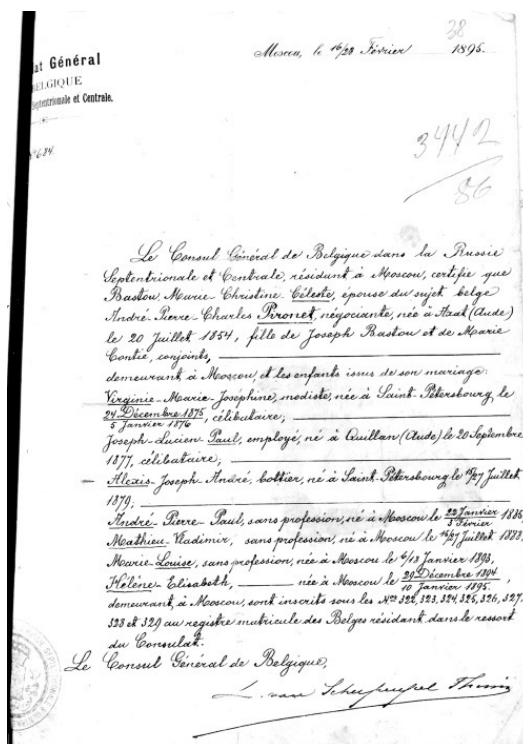 38
Moscou, le 16/28 Février 1895.
at Général
BELGIQUE
Septentrionale et Centrale.
N° 684
3442
86
Le Consul Général de Belgique dans la Russie
Septentrionale et Centrale, résidant à Moscou, certifie que
Bastou, Marie-Christine Céleste, épouse du sujet belge
André-Pierre-Charles Pironet, négociante, née à Axat (Aude)
le 20 Juillet 1854, fille de Joseph Bastou et de Marie
Contié, conjoints,
demeurant à Moscou et les enfants issus de son mariage:
Virginie-Marie-Joséphine, modiste, née à Saint-Pétersbourg, le
24 Décembre 1875
5 Janvier 1876, célibataire;
Joseph-Lucien-Paul, employé, né à Quillan (Aude) le 20 Septembre
1877, célibataire;
Alexis-Joseph-André, bottier, né à Saint-Pétersbourg le 15/27 Juillet
1879;
André-Pierre-Paul, sans profession, né à Moscou le 22 Janvier
3 Février 1886
Mathieu-Vladimir, sans profession, né à Moscou le 15/27 Juillet 1888,
Marie-Louise, sans profession, née à Moscou le 6/18 Janvier 1893,
Hélène-Elisabeth, née à Moscou le 29 Décembre 1894
10 Janvier 1895,
demeurant, à Moscou, sont inscrits sous les Nos 322, 323, 324, 325, 326, 327,
328 et 329 au registre matricule des Belges résidant dans le ressort
du Consulat.
Le Consul Général de Belgique,